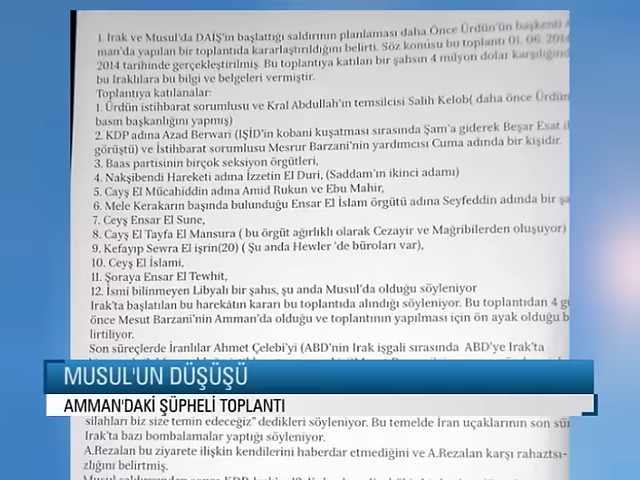 1. Irak ve Musul'da DAİŞ'ın başlattığı saldırının planlaması daha Önce Ürdün'ün başkenti
man'da yapılan bir toplantıda kararlaştırıldığını belirti. Söz konusu bu toplantı 01. 06. 2014
2014 tarihinde gerçekleştirilmiş. Bu toplantıya katılan bir şahsın 4 milyon dolar karşılığında
bu Iraklılara bu bilgi ve belgeleri vermiştir.
Toplantıya katılanalar:
1. Ürdün istihbarat sorumlusu ve Kral Abdullah'ın temsilcisi Salih Kelob( daha önce Ürdün
basın başkanlığını yapmış)
2. KDP adına Azad Berwari (IŞİD'in kobani kuşatması sırasında Şam'a giderek Beşar Esat il
görüştü) ve İstihbarat sorumlusu Mesrur Barzani'nin yardımcısı Cuma adında bir kişidir.
3. Baas partisinin birçok seksiyon örgütleri,
4. Nakşibendi Hareketi adına İzzetin El Duri, (Saddam'ın ikinci adamı)
5. Cayş El Mücahiddin adına Amid Rukun ve Ebu Mahir,
6. Mele Kerakarın başında bulunduğu Ensar El İslam örgütü adına Seyfeddin adında bir şa
7. Ceyş Ensar El Sune,
8. Cayş El Tayfa El Mansura ( bu örgüt ağırlıklı olarak Cezayir ve Mağribilerden oluşuyor)
9. Kefayıp Sewra El işrin(20) ( Şu anda Hewler 'de büroları var),
10. Ceyş El İslami,
11. Şoraya Ensar El Tewhit,
12. İsmi bilinmeyen Libyalı bir şahıs, şu anda Musul'da olduğu söyleniyor
Irak'ta başlatılan bu harekâtın kararı bu toplantıda alındığı söyleniyor. Bu toplantıdan 4 g
önce Mesut Barzani'nin Amman'da olduğu ve toplantının yapılması için ön ayak olduğu b
lirtiliyor.
Son süreçlerde İranlılar Ahmet Çelebi'yi (ABD'nin Irak işgali sırasında ABD'ye Irak'ta
MUSUL'UN DÜŞÜŞÜ
AMMAN'DAKİ ŞÜPHELİ TOPLANTI
silahları biz size temin edeceğiz" dedikleri söyleniyor. Bu temelde İran uçaklarının son sür
Irak'ta bazı bombalamalar yaptığı söyleniyor.
A.Rezalan bu ziyarete ilişkin kendilerini haberdar etmediğini ve A.Rezalan karşı rahaztsı-
zlığını belirtmiş.